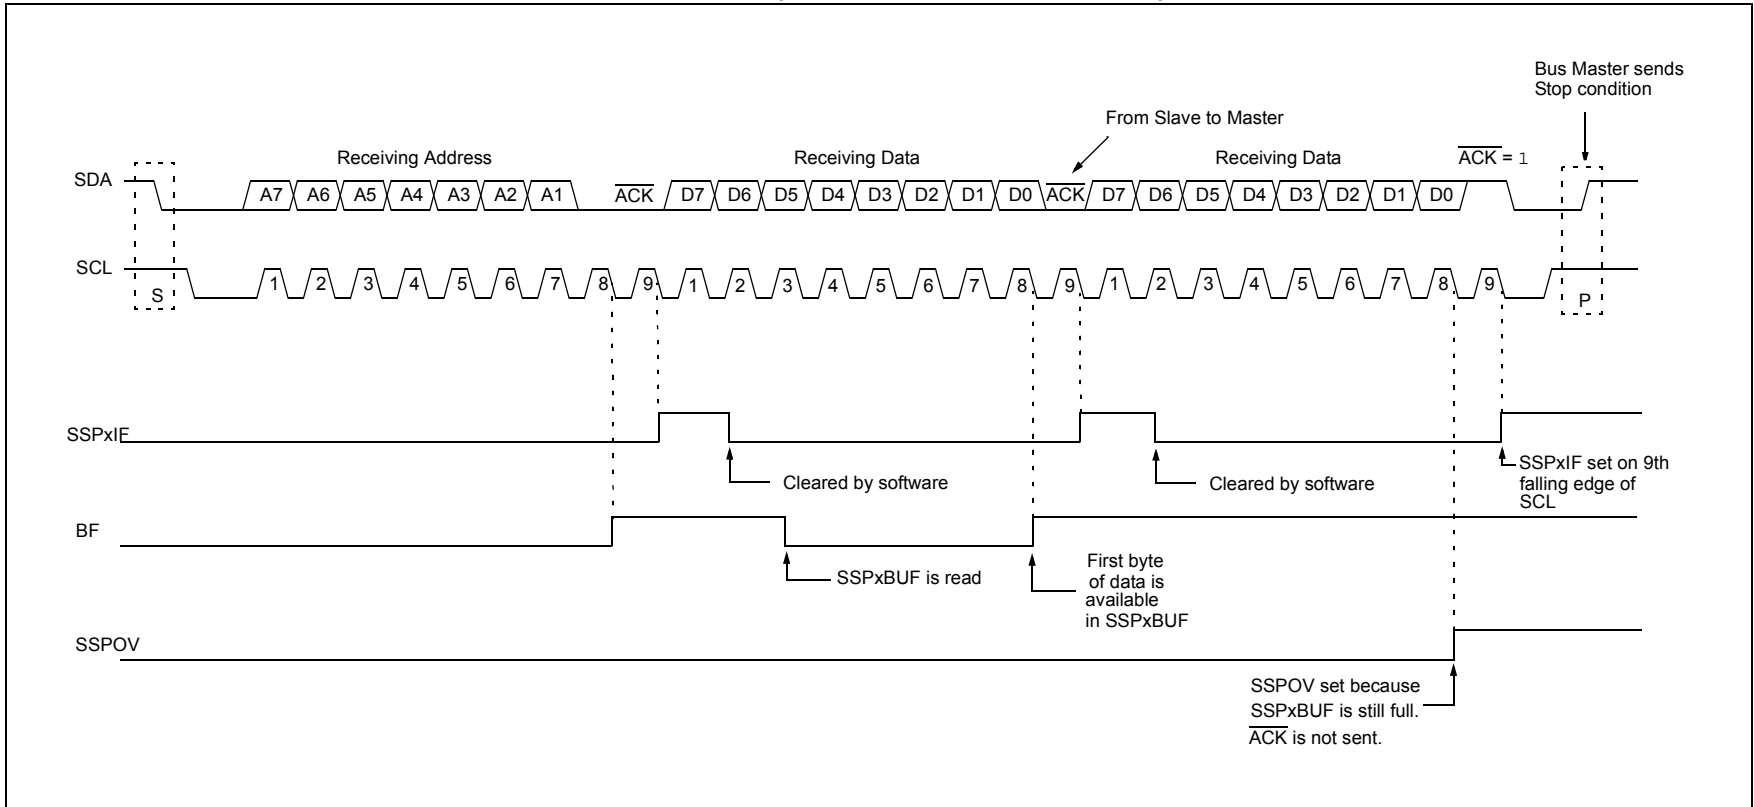 Bus Master sends
Stop condition
From Slave to Master
Receiving Address
Receiving Data
Receiving Data
ACK = 1
SDA
A7 A6 A5 A4 A3 A2 A1 ACK D7 D6 D5 D4 D3 D2 D1 D0 ACK D7 D6 D5 D4 D3 D2 D1 D0
SCL
S
1 2 3 4 5 6 7 8 9 1 2 3 4 5 6 7 8 9 1 2 3 4 5 6 7 8 9
P
SSPxIF
Cleared by software
Cleared by software
SSPxIF set on 9th
falling edge of
SCL
BF
SSPxBUF is read
First byte
of data is
available
in SSPxBUF
SSPOV
SSPOV set because
SSPxBUF is still full.
ACK is not sent.